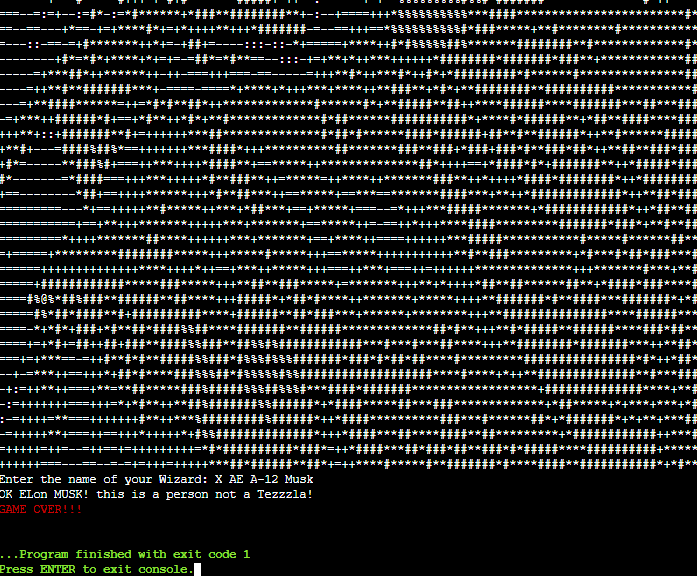 Enter the name of your Wizard: X AE A-12 Musk
OK ELon MUSK! this is a person not a Tezzzla!
GAME OVER!!!
...Program finished with exit code 1
Press ENTER to exit console.